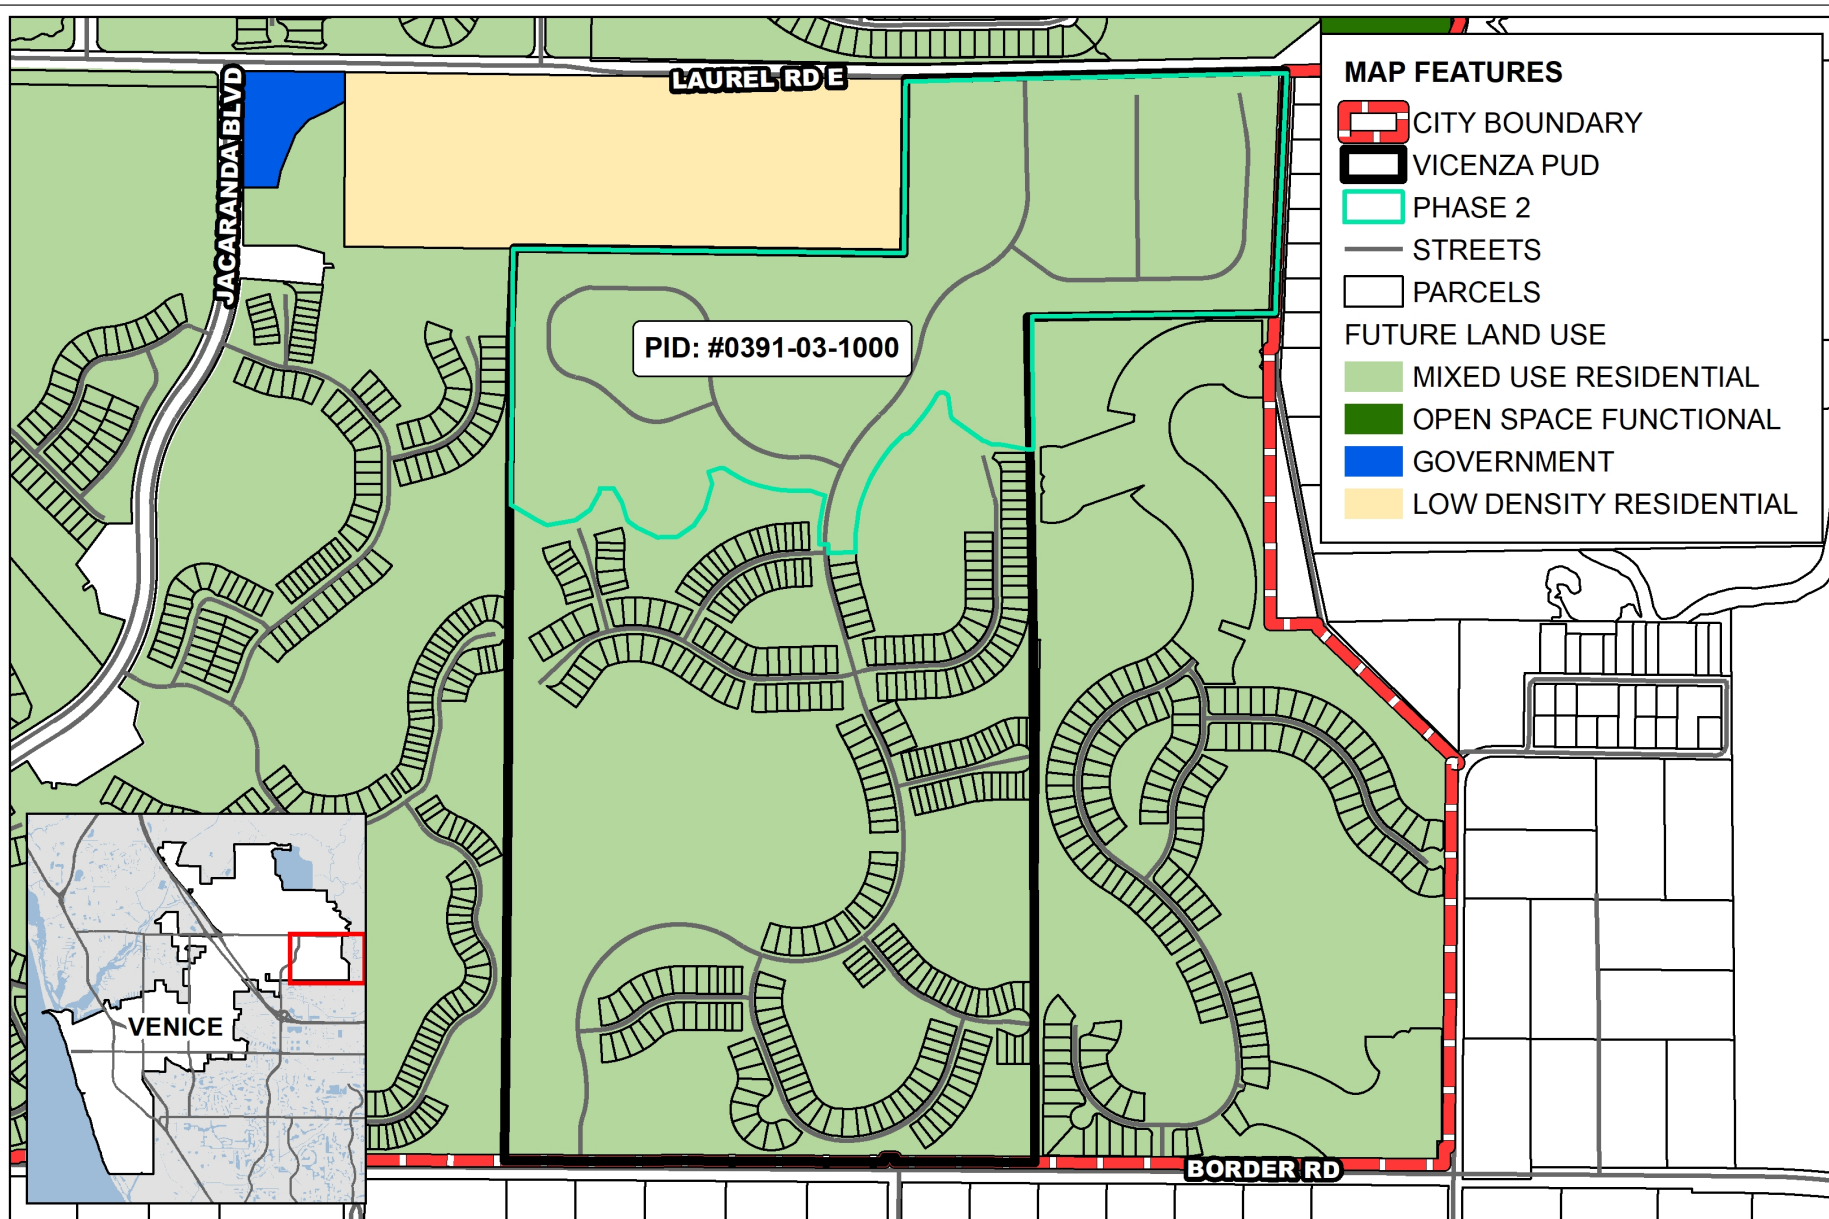 LAUREL RD E
JACARANDA BLVD
PID: #0391-03-1000
MAP FEATURES
CITY BOUNDARY
VICENZA PUD
PHASE 2
STREETS
PARCELS
FUTURE LAND USE
MIXED USE RESIDENTIAL
OPEN SPACE FUNCTIONAL
GOVERNMENT
LOW DENSITY RESIDENTIAL
VENICE
BORDER RD